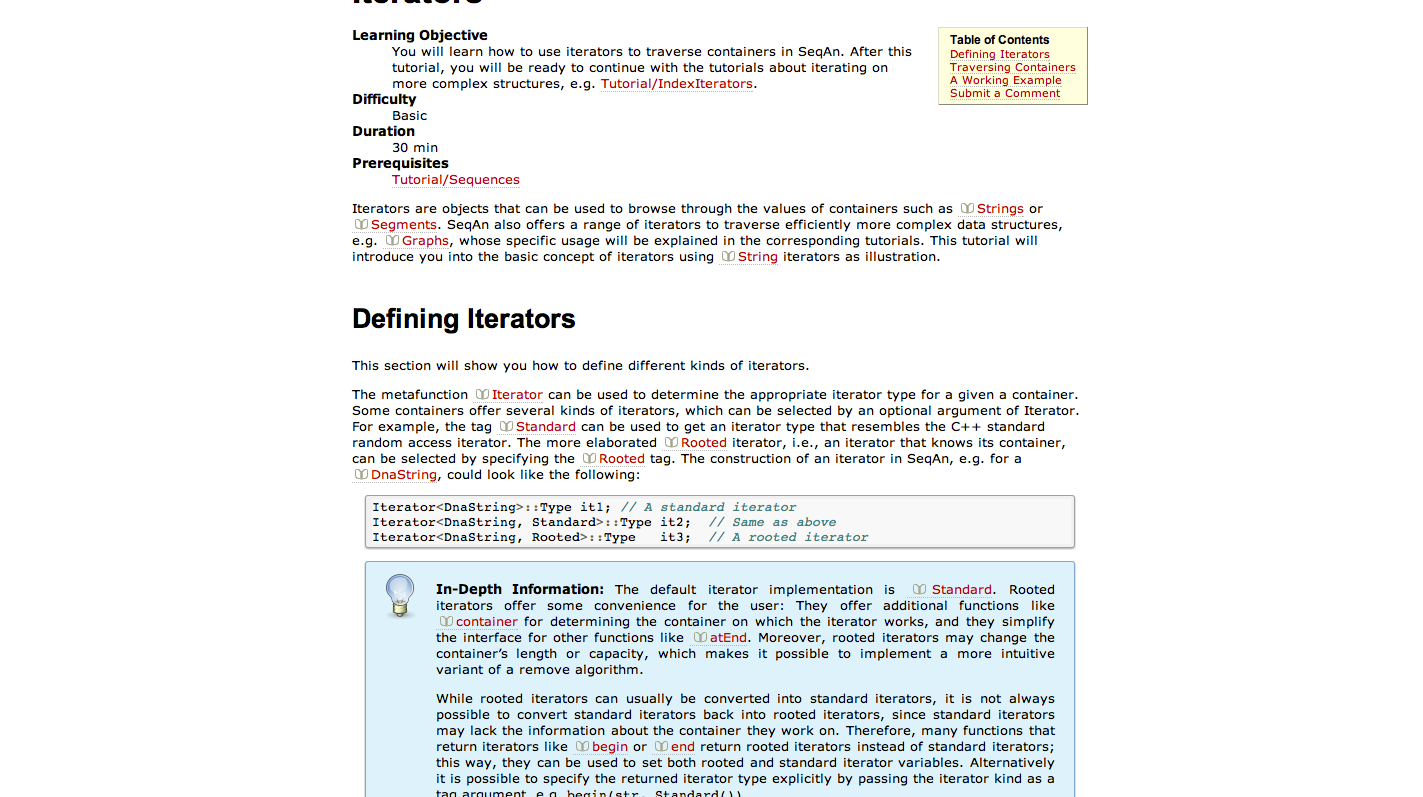 Iterators
Learning Objective
You will learn how to use iterators to traverse containers in SeqAn. After this
tutorial, you will be ready to continue with the tutorials about iterating on
more complex structures, e.g. Tutorial/IndexIterators.
Difficulty
Basic
Duration
30 min
Prerequisites
Tutorial/Sequences
Table of Contents
Defining Iterators
Traversing Containers
A Working Example
Submit a Comment
Iterators are objects that can be used to browse through the values of containers such as Strings or
Segments. SeqAn also offers a range of iterators to traverse efficiently more complex data structures,
e.g. Graphs, whose specific usage will be explained in the corresponding tutorials. This tutorial will
introduce you into the basic concept of iterators using String iterators as illustration.
Defining Iterators
This section will show you how to define different kinds of iterators.
The metafunction Iterator can be used to determine the appropriate iterator type for a given a container.
Some containers offer several kinds of iterators, which can be selected by an optional argument of Iterator.
For example, the tag Standard can be used to get an iterator type that resembles the C++ standard
random access iterator. The more elaborated Rooted iterator, i.e., an iterator that knows its container,
can be selected by specifying the Rooted tag. The construction of an iterator in SeqAn, e.g. for a
DnaString, could look like the following:
Iterator<DnaString>::Type it1; // A standard iterator
Iterator<DnaString, Standard>::Type it2;  // Same as above
Iterator<DnaString, Rooted>::Type   it3;  // A rooted iterator
In-Depth Information: The default iterator implementation is Standard. Rooted
iterators offer some convenience for the user: They offer additional functions like
container for determining the container on which the iterator works, and they simplify
the interface for other functions like atEnd. Moreover, rooted iterators may change the
container's length or capacity, which makes it possible to implement a more intuitive
variant of a remove algorithm.
While rooted iterators can usually be converted into standard iterators, it is not always
possible to convert standard iterators back into rooted iterators, since standard iterators
may lack the information about the container they work on. Therefore, many functions that
return iterators like begin or end return rooted iterators instead of standard iterators;
this way, they can be used to set both rooted and standard iterator variables. Alternatively
it is possible to specify the returned iterator type explicitly by passing the iterator kind as a
tag argument, e.g. begin(str, Standard())